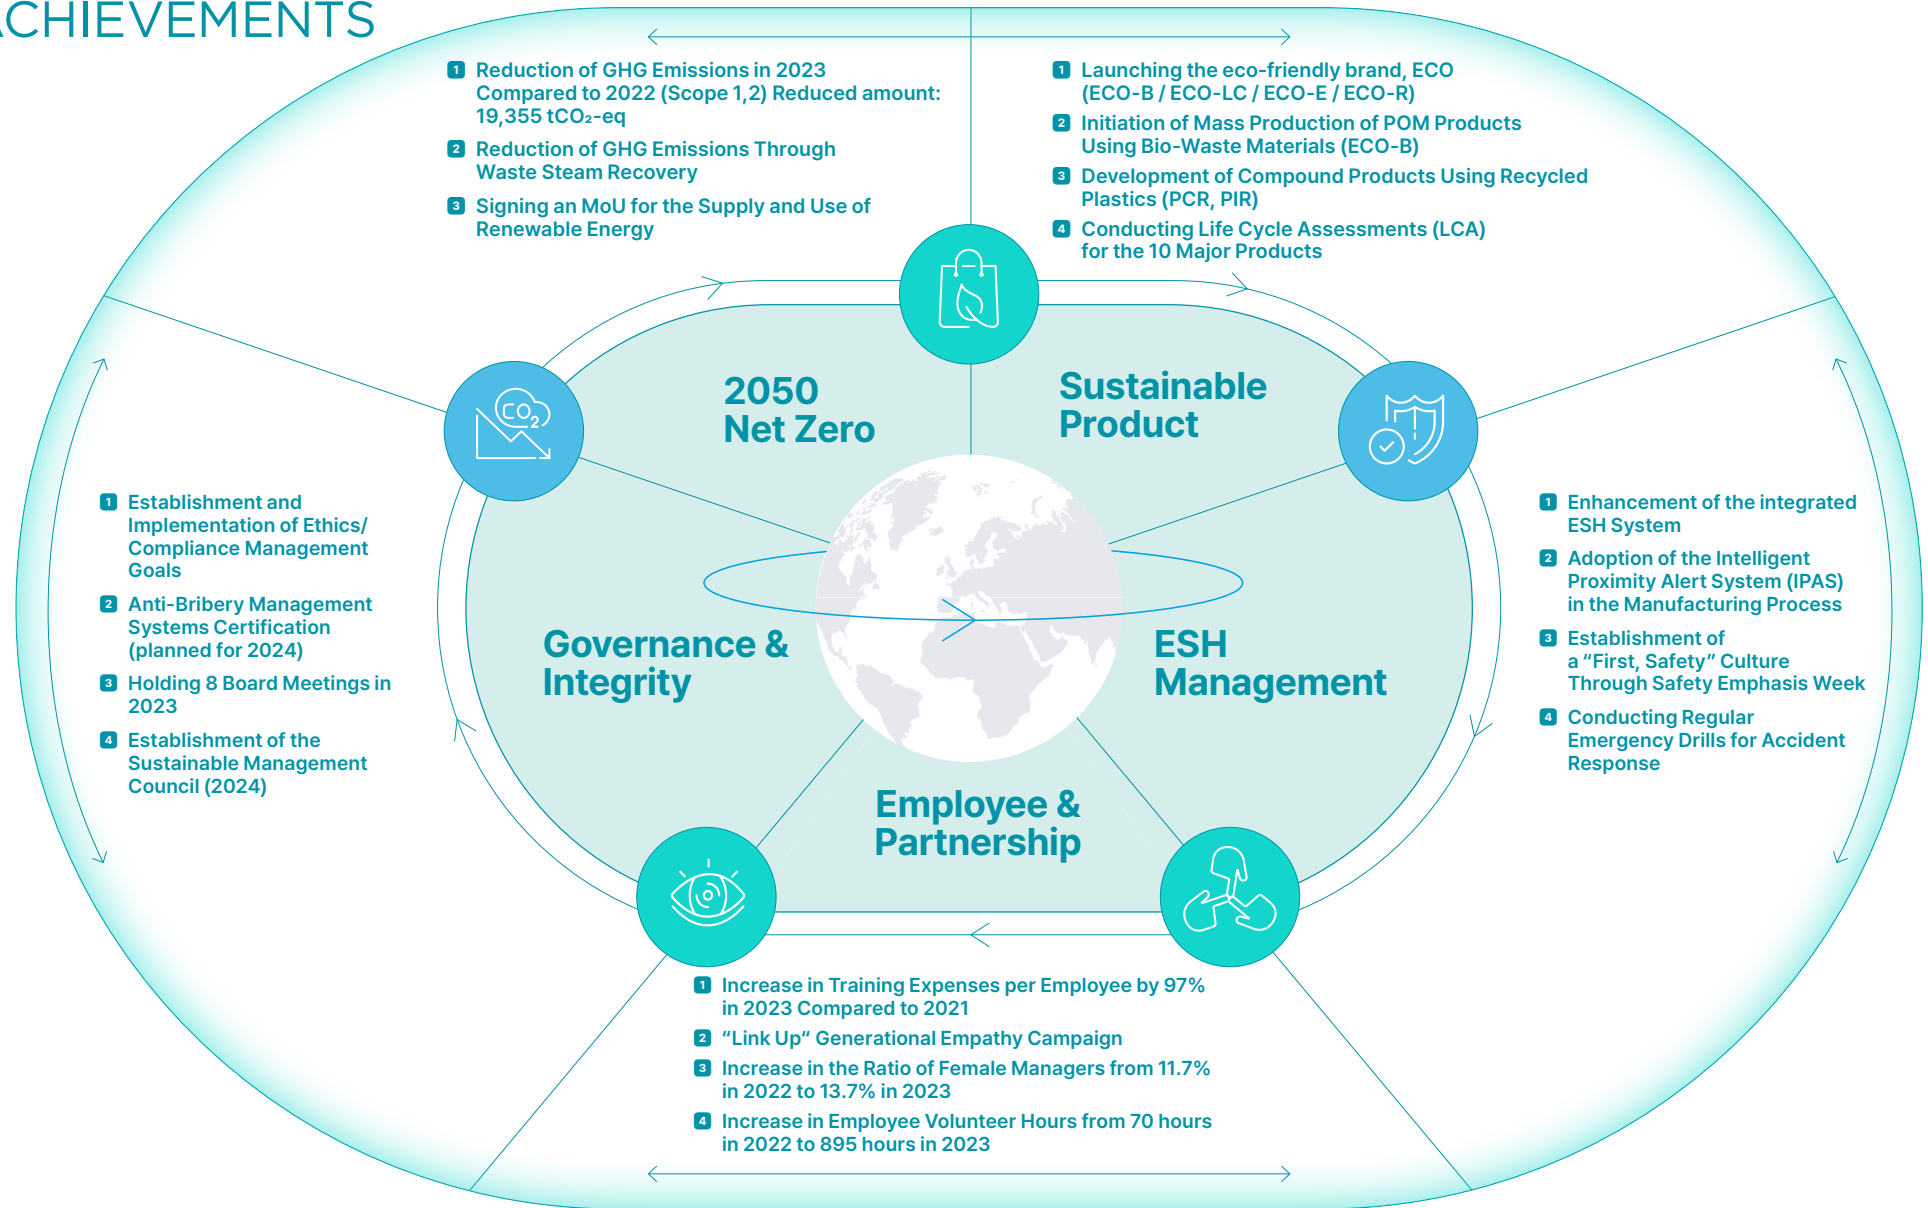 ACHIEVEMENTS
1 Reduction of GHG Emissions in 2023
Compared to 2022 (Scope 1,2) Reduced amount:
19,355 tCO₂-eq
2 Reduction of GHG Emissions Through
Waste Steam Recovery
3 Signing an MoU for the Supply and Use of
Renewable Energy
1 Launching the eco-friendly brand, ECO
(ECO-B / ECO-LC / ECO-E / ECO-R)
2 Initiation of Mass Production of POM Products
Using Bio-Waste Materials (ECO-B)
3 Development of Compound Products Using Recycled
Plastics (PCR, PIR)
4 Conducting Life Cycle Assessments (LCA)
for the 10 Major Products
CO₂
2050
Net Zero
Sustainable
Product
1 Establishment and
Implementation of Ethics/
Compliance Management
Goals
2 Anti-Bribery Management
Systems Certification
(planned for 2024)
3 Holding 8 Board Meetings in
2023
4 Establishment of the
Sustainable Management
Council (2024)
Governance &
Integrity
ESH
Management
1 Enhancement of the integrated
ESH System
2 Adoption of the Intelligent
Proximity Alert System (IPAS)
in the Manufacturing Process
3 Establishment of
a “First, Safety” Culture
Through Safety Emphasis Week
4 Conducting Regular
Emergency Drills for Accident
Response
Employee &
Partnership
1 Increase in Training Expenses per Employee by 97%
in 2023 Compared to 2021
2 “Link Up“ Generational Empathy Campaign
3 Increase in the Ratio of Female Managers from 11.7%
in 2022 to 13.7% in 2023
4 Increase in Employee Volunteer Hours from 70 hours
in 2022 to 895 hours in 2023